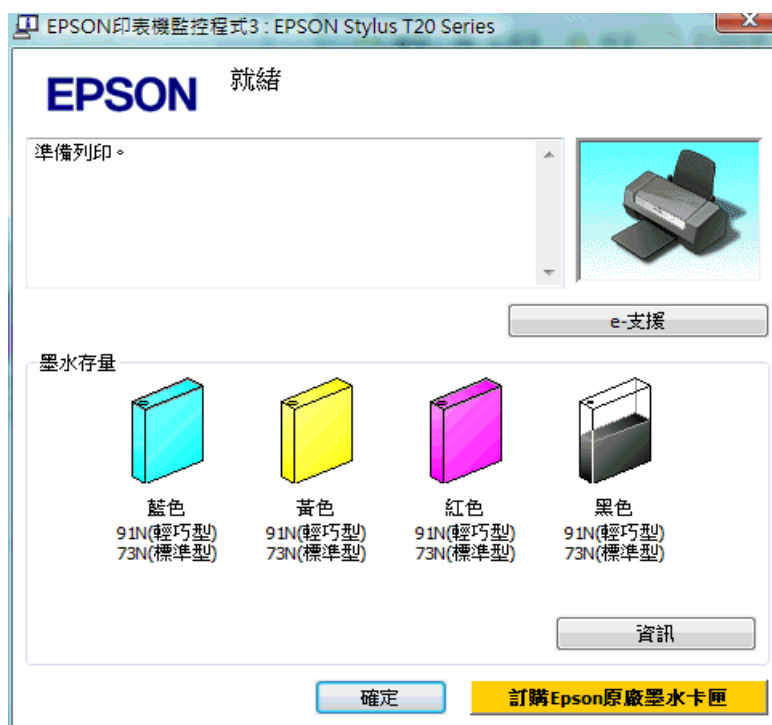 EPSON印表機監控程式3 : EPSON Stylus T20 Series
EPSON
就緒
準備列印。
e-支援
墨水存量
藍色
91N(輕巧型)
73N(標準型)
黃色
91N(輕巧型)
73N(標準型)
紅色
91N(輕巧型)
73N(標準型)
黑色
91N(輕巧型)
73N(標準型)
資訊
確定
訂購Epson原廠墨水卡匣